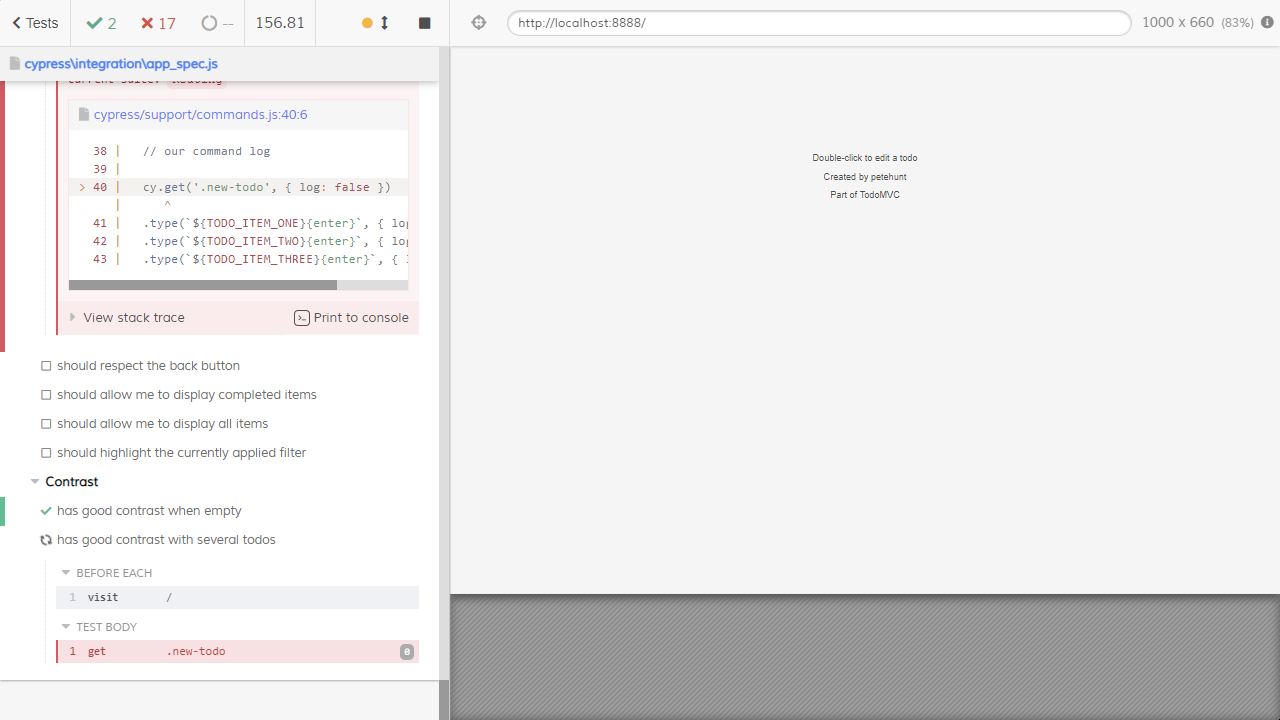 Tests 2 17 -- 156.81
http://localhost:8888/ 1000 x 660 (83%)
cypress\integration\app_spec.js
cypress/support/commands.js:40:6
38 | // our command log
39 |
> 40 | cy.get('.new-todo', { log: false })
| ^
41 | .type(`${TODO_ITEM_ONE}{enter}`, { log
42 | .type(`${TODO_ITEM_TWO}{enter}`, { log
43 | .type(`${TODO_ITEM_THREE}{enter}`, { l
View stack trace Print to console
should respect the back button
should allow me to display completed items
should allow me to display all items
should highlight the currently applied filter
Contrast
has good contrast when empty
has good contrast with several todos
BEFORE EACH
1 visit /
TEST BODY
1 get .new-todo 0
Double-click to edit a todo
Created by petehunt
Part of TodoMVC